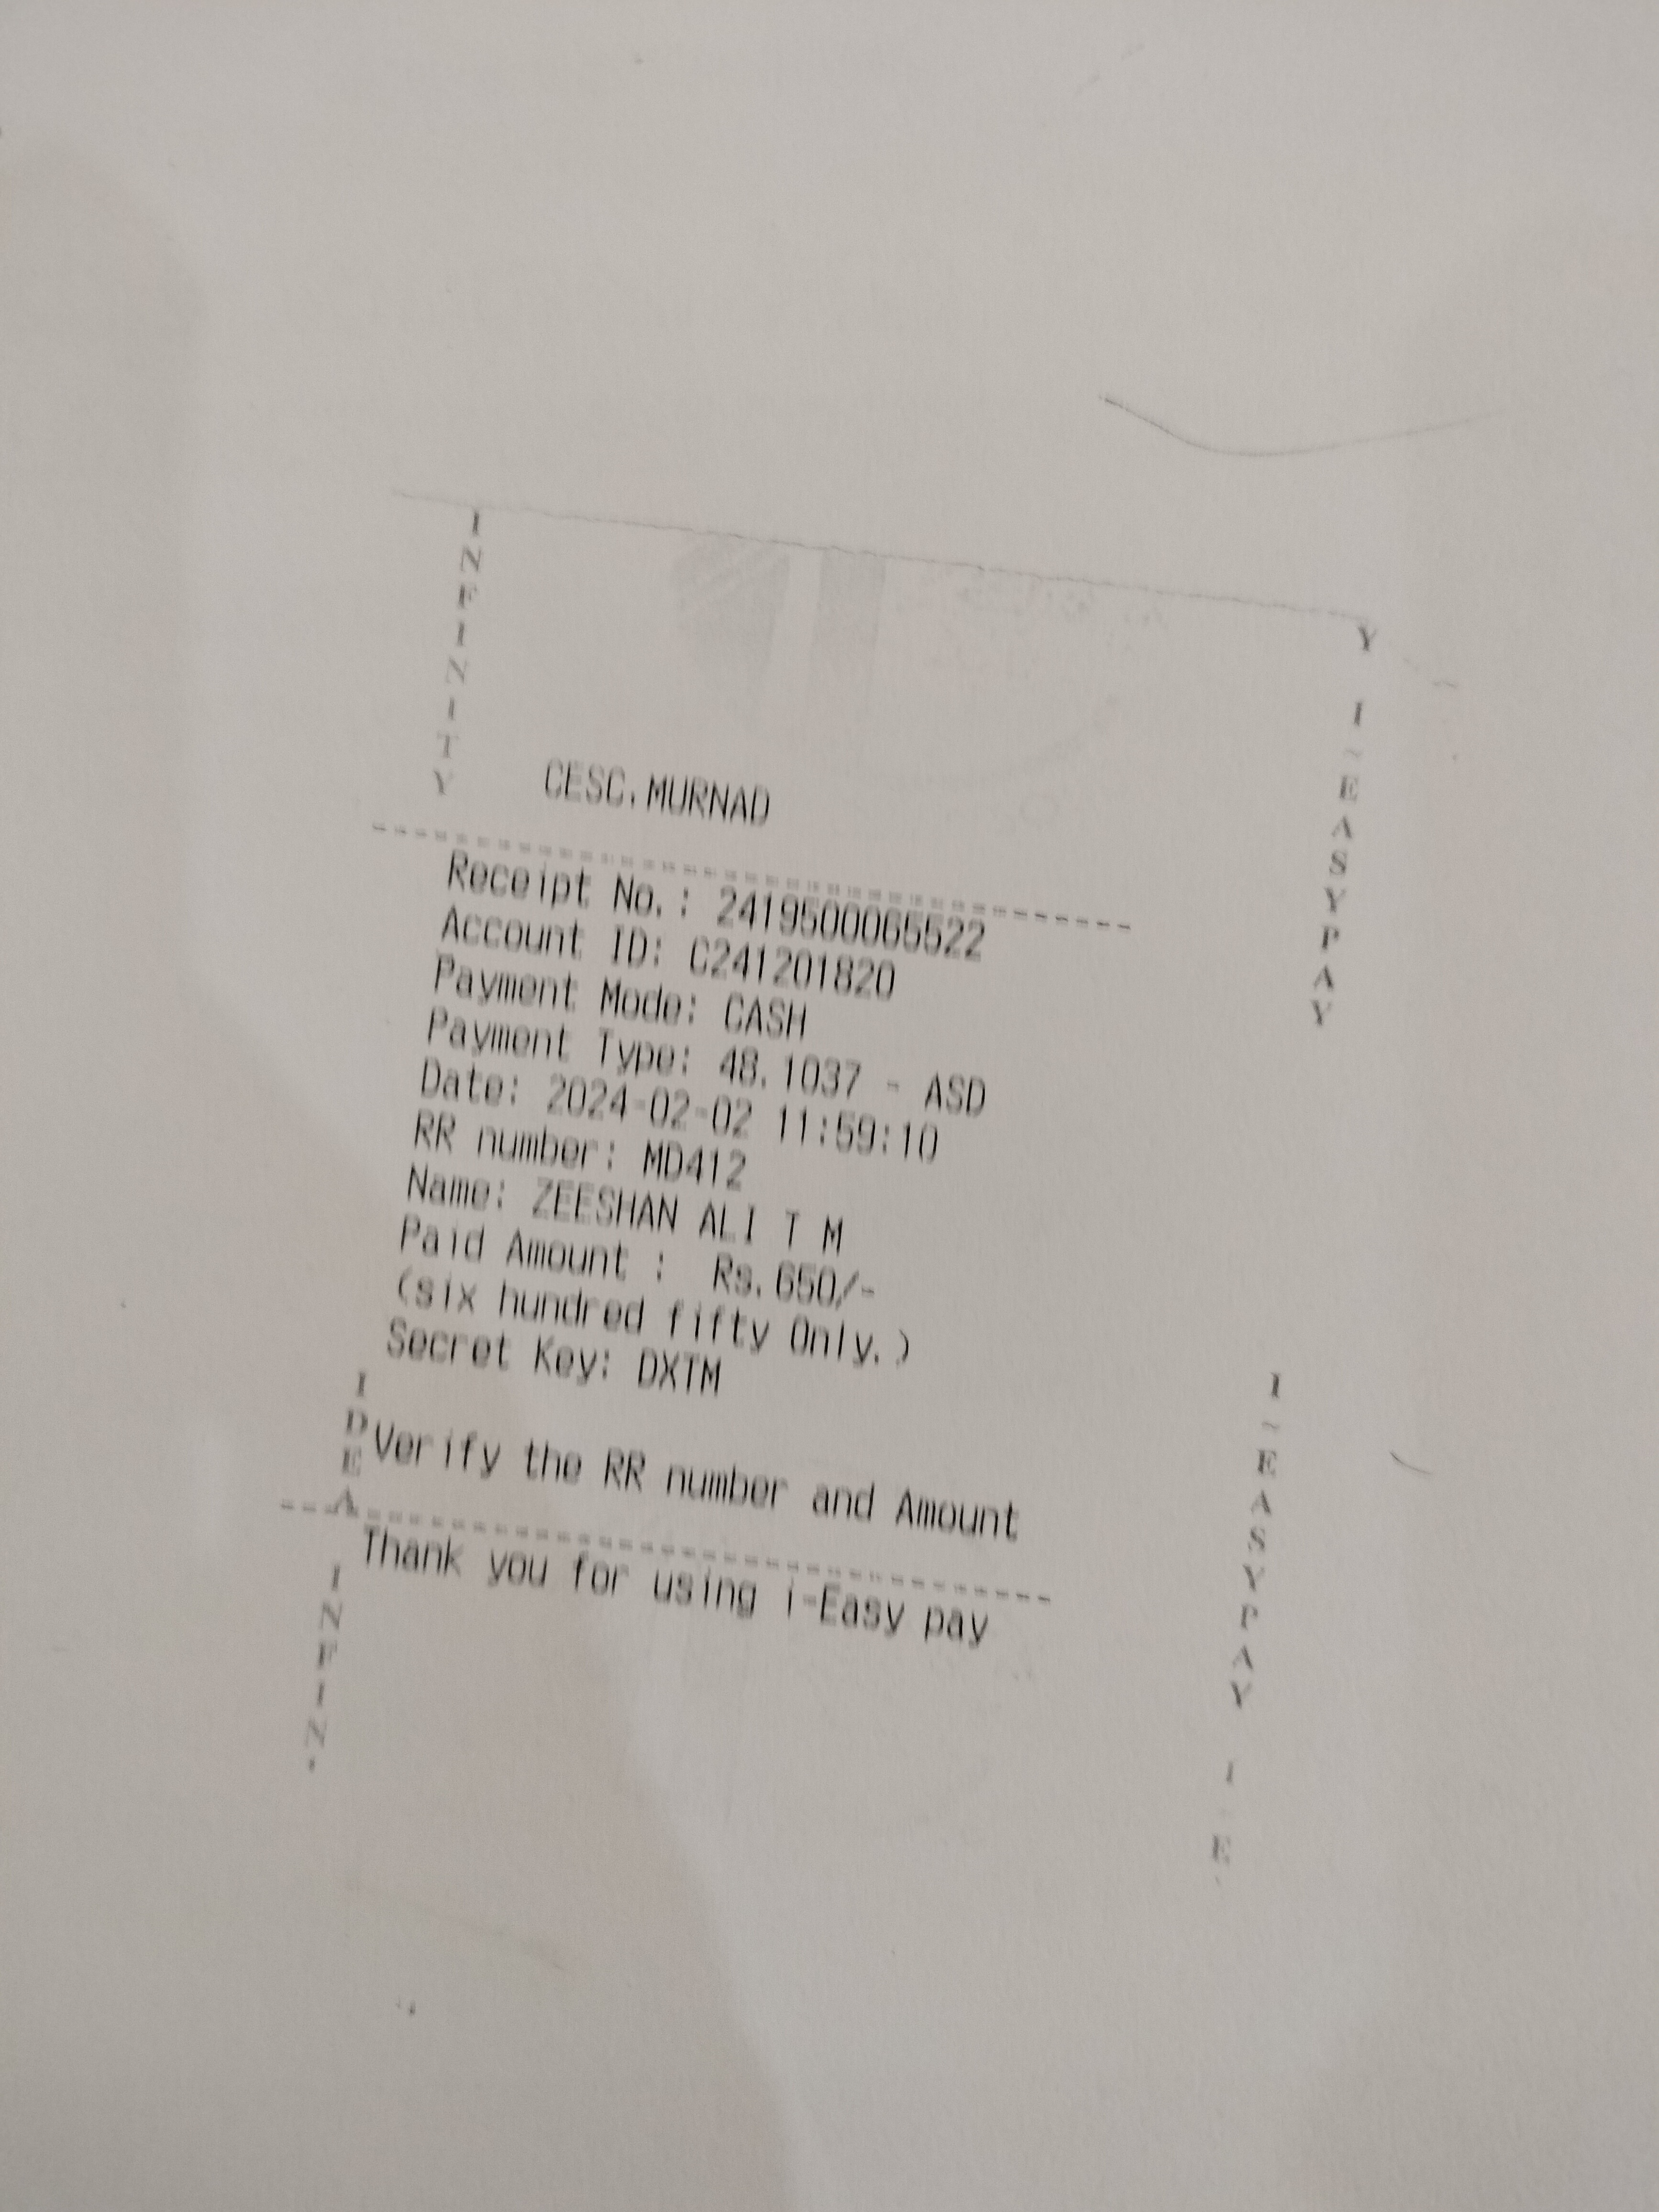 INFINITY
Y I-EASYPAY
CESC,MURNAD
Receipt No.: 2419500065522
Account ID: C241201820
Payment Mode: CASH
Payment Type: 48.1037 - ASD
Date: 2024-02-02 11:59:10
RR number: MD412
Name: ZEESHAN ALI T M
Paid Amount : Rs.650/-
(six hundred fifty Only.)
Secret Key: DXTM
Verify the RR number and Amount
Thank you for using i-Easy pay
IDEA INFIN
I-EASYPAY I E